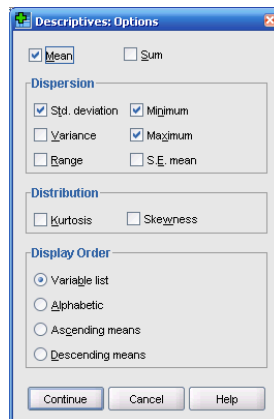 Descriptives: Options
Mean Sum
Dispersion
Std. deviation Minimum
Variance Maximum
Range S.E. mean
Distribution
Kurtosis Skewness
Display Order
Variable list
Alphabetic
Ascending means
Descending means
Continue Cancel Help